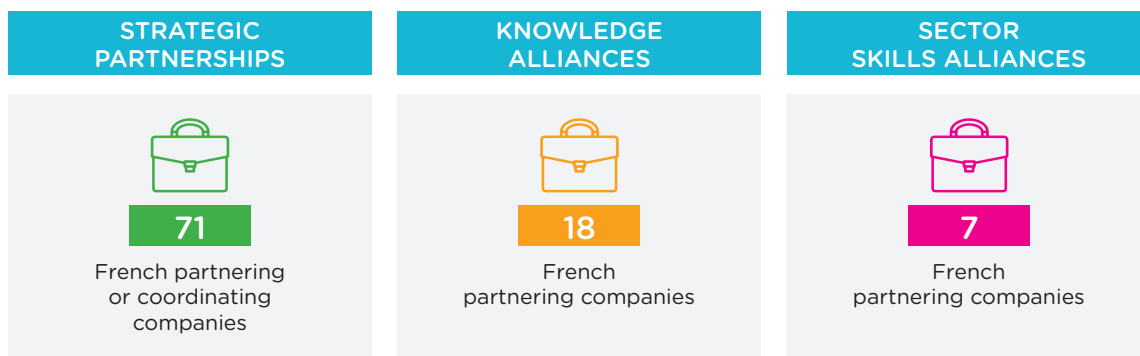 STRATEGIC
PARTNERSHIPS
71
French partnering
or coordinating
companies
KNOWLEDGE
ALLIANCES
18
French
partnering companies
SECTOR
SKILLS ALLIANCES
7
French
partnering companies